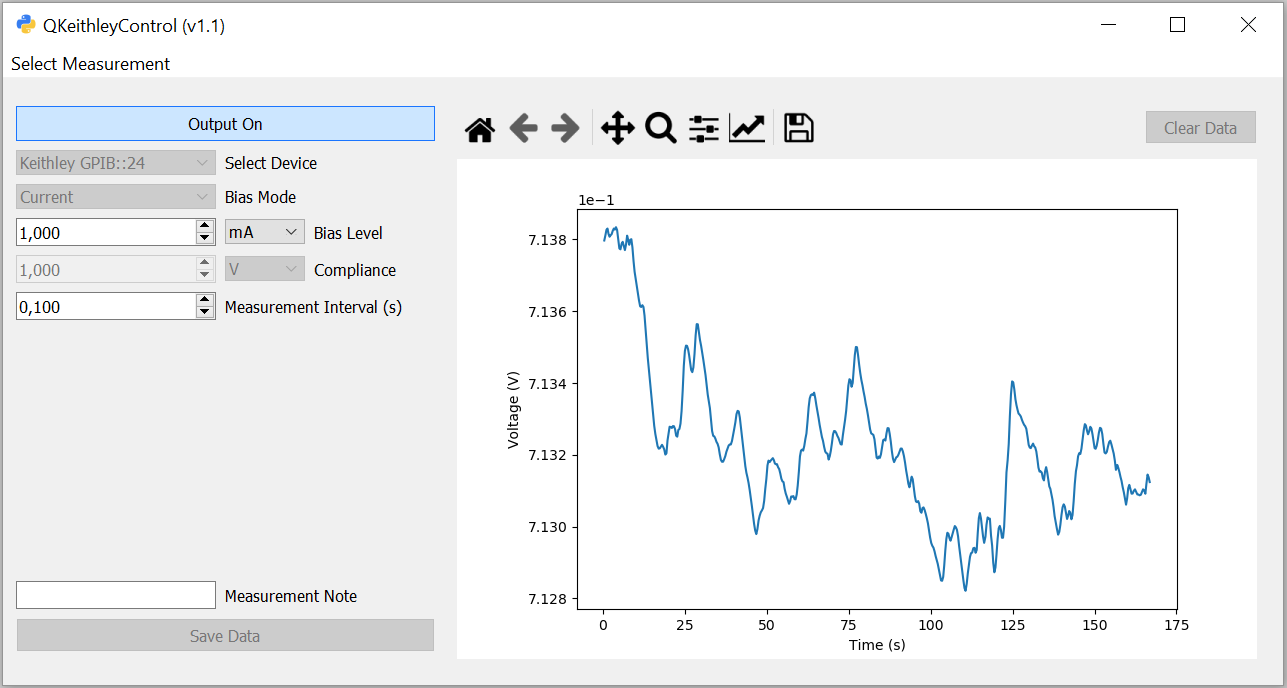 QKeithleyControl (v1.1)
Select Measurement
Output On
Keithley GPIB::24 Select Device
Current Bias Mode
1,000 mA Bias Level
1,000 V Compliance
0,100 Measurement Interval (s)
Measurement Note
Save Data
Clear Data
1e−1
7.138
7.136
7.134
7.132
7.130
7.128
Voltage (V)
0 25 50 75 100 125 150 175
Time (s)